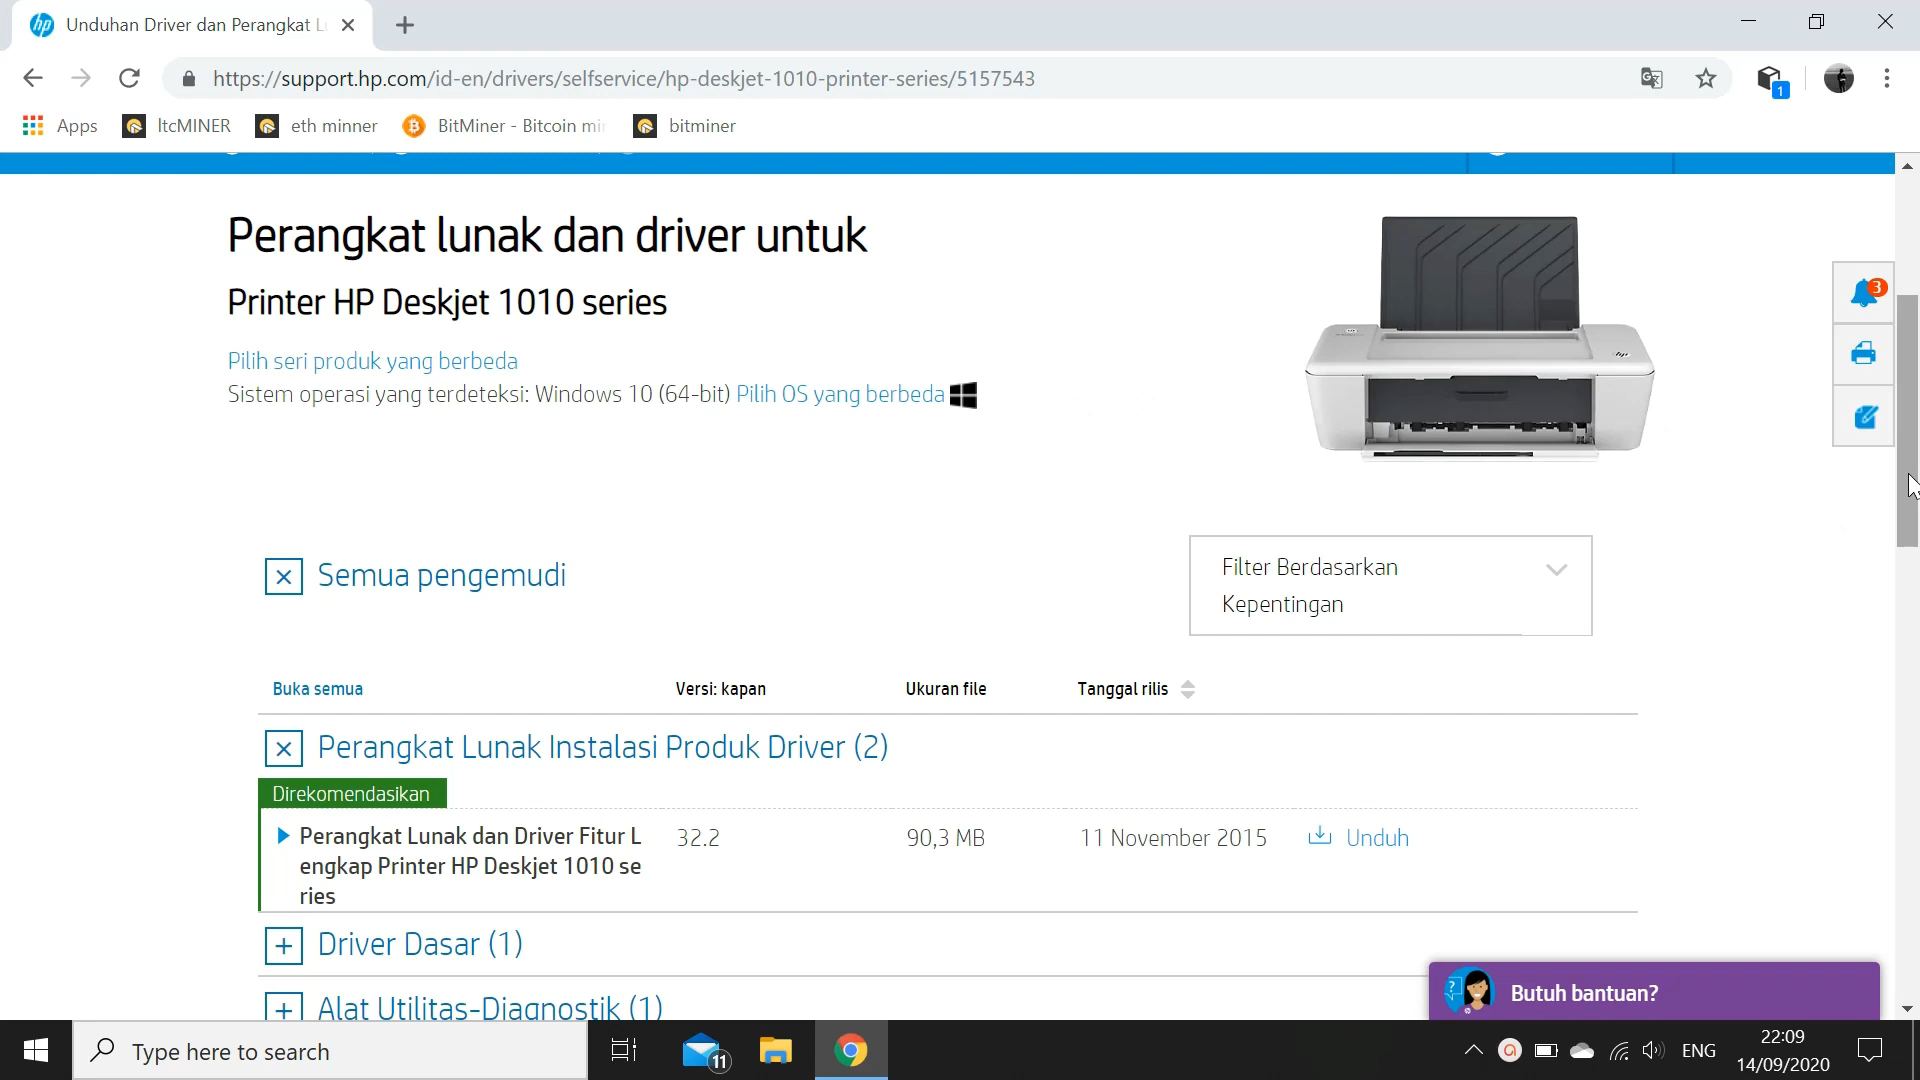 Unduhan Driver dan Perangkat L
https://support.hp.com/id-en/drivers/selfservice/hp-deskjet-1010-printer-series/5157543
1
Apps
ltcMINER
eth minner
BitMiner - Bitcoin mi
bitminer
Perangkat lunak dan driver untuk
Printer HP Deskjet 1010 series
Pilih seri produk yang berbeda
Sistem operasi yang terdeteksi: Windows 10 (64-bit) Pilih OS yang berbeda
3
Semua pengemudi
Filter Berdasarkan
Kepentingan
Buka semua
Versi: kapan
Ukuran file
Tanggal rilis
Perangkat Lunak Instalasi Produk Driver (2)
Direkomendasikan
Perangkat Lunak dan Driver Fitur L
engkap Printer HP Deskjet 1010 se
ries
32.2
90,3 MB
11 November 2015
Unduh
Driver Dasar (1)
Alat Utilitas-Diagnostik (1)
Butuh bantuan?
Type here to search
11
ENG
22:09
14/09/2020